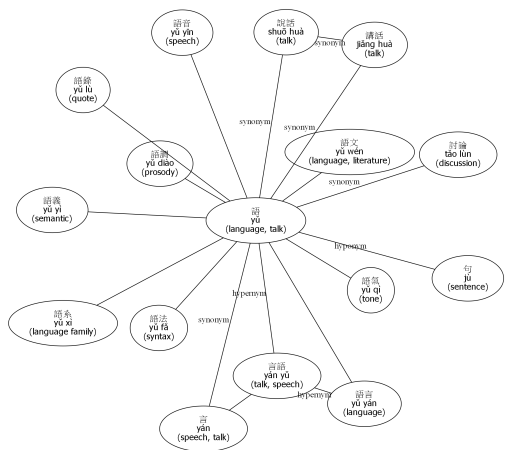 語音
yǔ yīn
(speech)
說話
shuō huà
(talk)
synonym
講話
jiǎng huà
(talk)
語錄
yǔ lù
(quote)
synonym
synonym
語調
yǔ diào
(prosody)
語文
yǔ wén
(language, literature)
討論
tǎo lùn
(discussion)
synonym
語義
yǔ yì
(semantic)
語
yǔ
(language, talk)
hyponym
句
jù
(sentence)
語氣
yǔ qì
(tone)
hypernym
語系
yǔ xì
(language family)
語法
yǔ fǎ
(syntax)
synonym
言語
yán yǔ
(talk, speech)
hypernym
語言
yǔ yán
(language)
言
yán
(speech, talk)